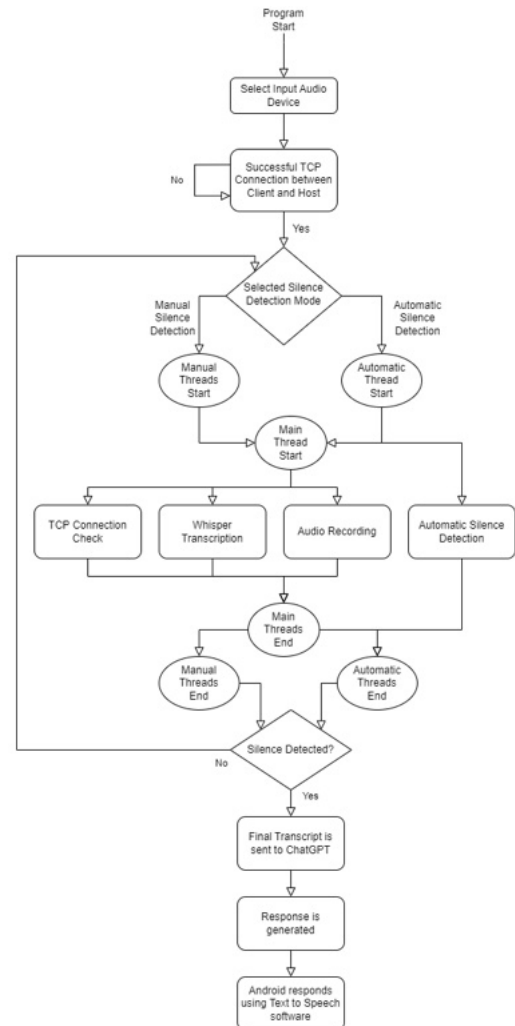 Program
Start
Select Input Audio
Device
Successful TCP
Connection between
Client and Host
No
Yes
Selected Silence
Detection Mode
Manual
Silence
Detection
Automatic
Silence
Detection
Manual
Threads
Start
Automatic
Thread
Start
Main
Thread
Start
TCP Connection
Check
Whisper
Transcription
Audio Recording
Automatic Silence
Detection
Main
Threads
End
Manual
Threads
End
Automatic
Threads
End
Silence Detected?
No
Yes
Final Transcript is
sent to ChatGPT
Response is
generated
Android responds
using Text to Speech
software